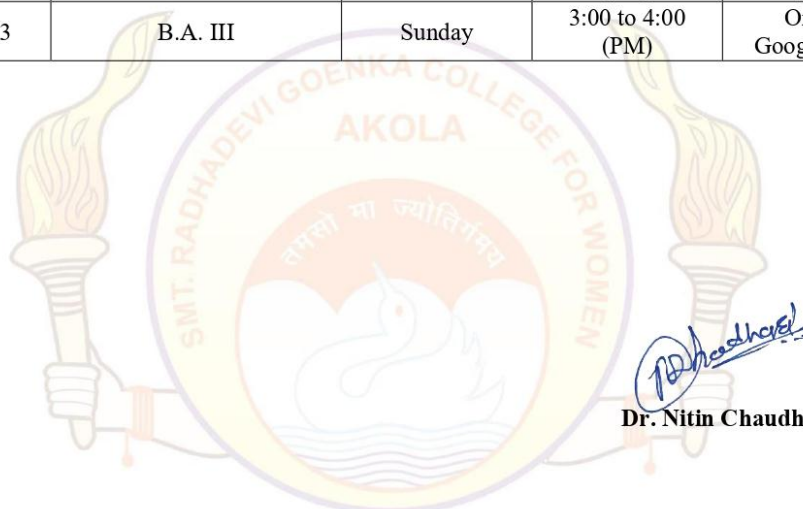 3 B.A. III Sunday 3:00 to 4:00
(PM)
SMT. RADHADEVI GOENKA COLLEGE FOR WOMEN
AKOLA
तमसो मा ज्योतिर्गमय
Dr. Nitin